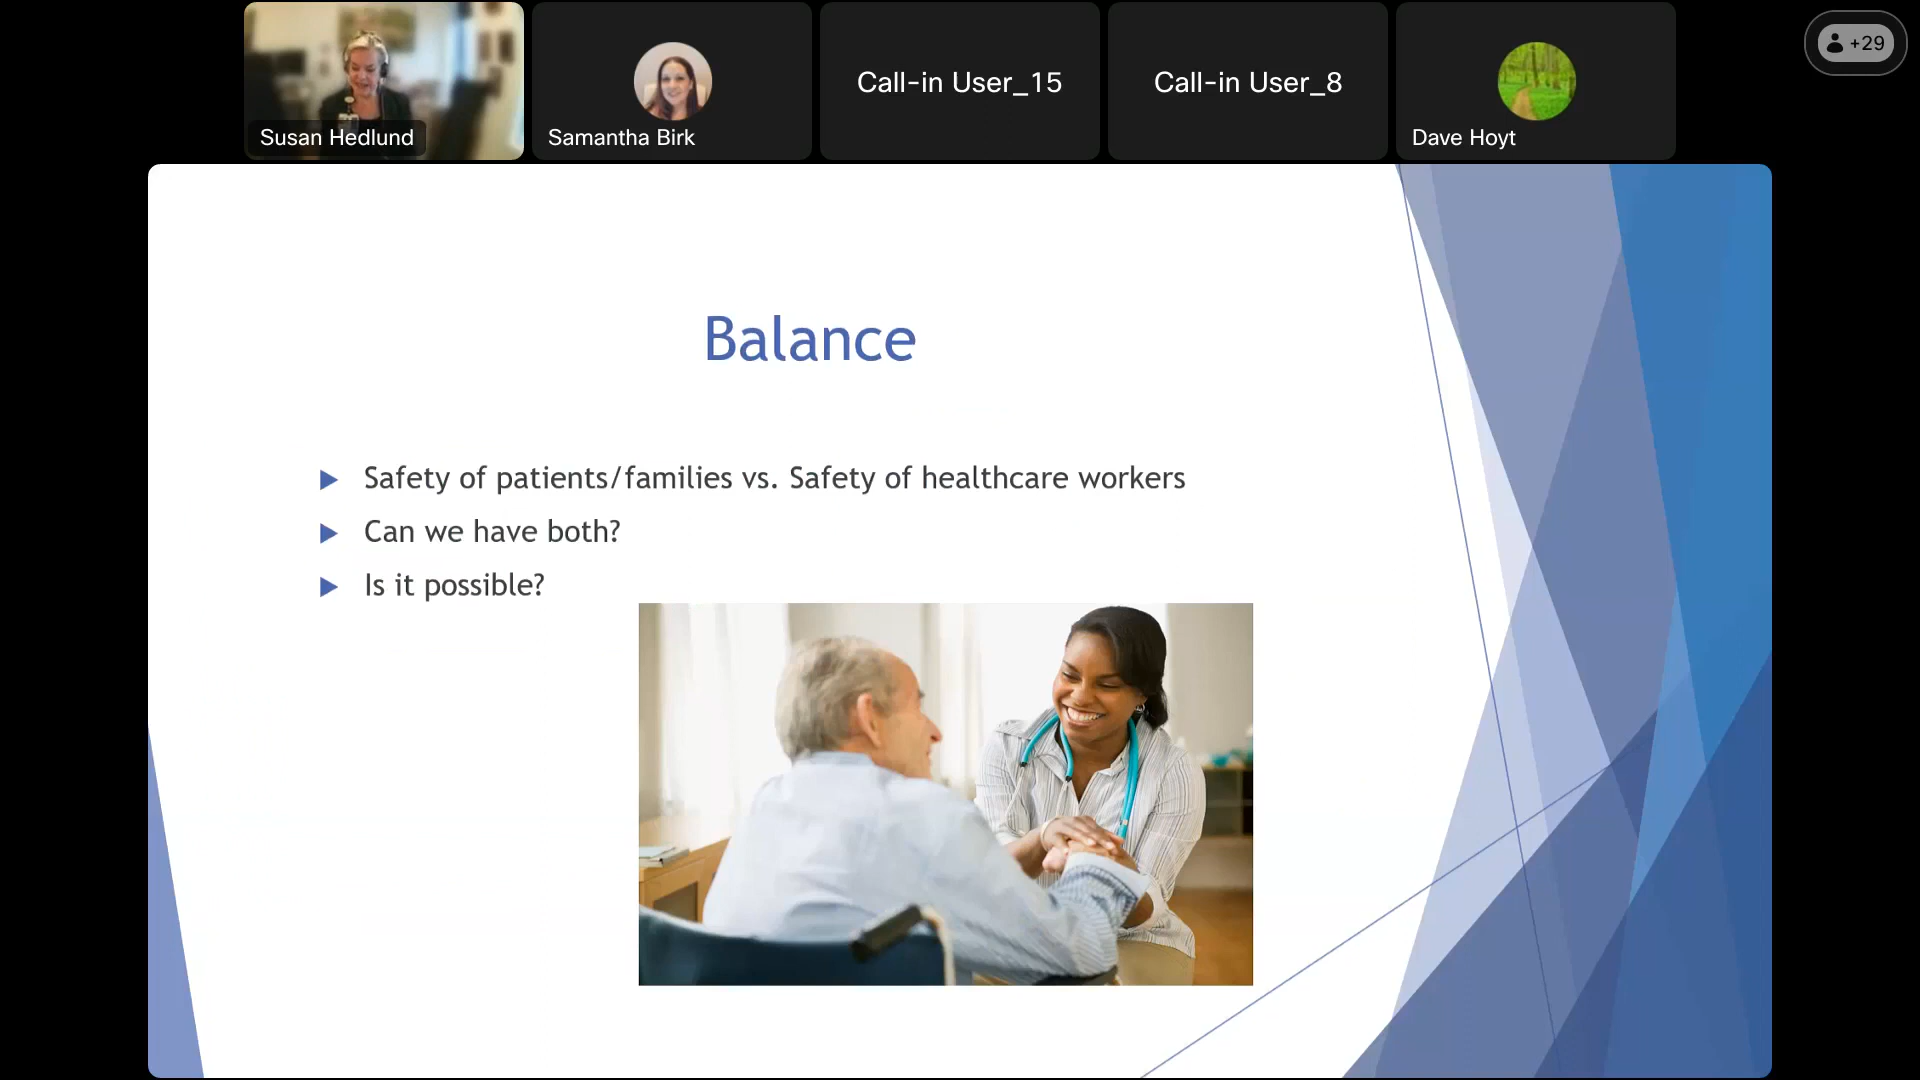 Susan Hedlund
Samantha Birk
Call-in User_15
Call-in User_8
Dave Hoyt
+29
Balance
Safety of patients/families vs. Safety of healthcare workers
Can we have both?
Is it possible?